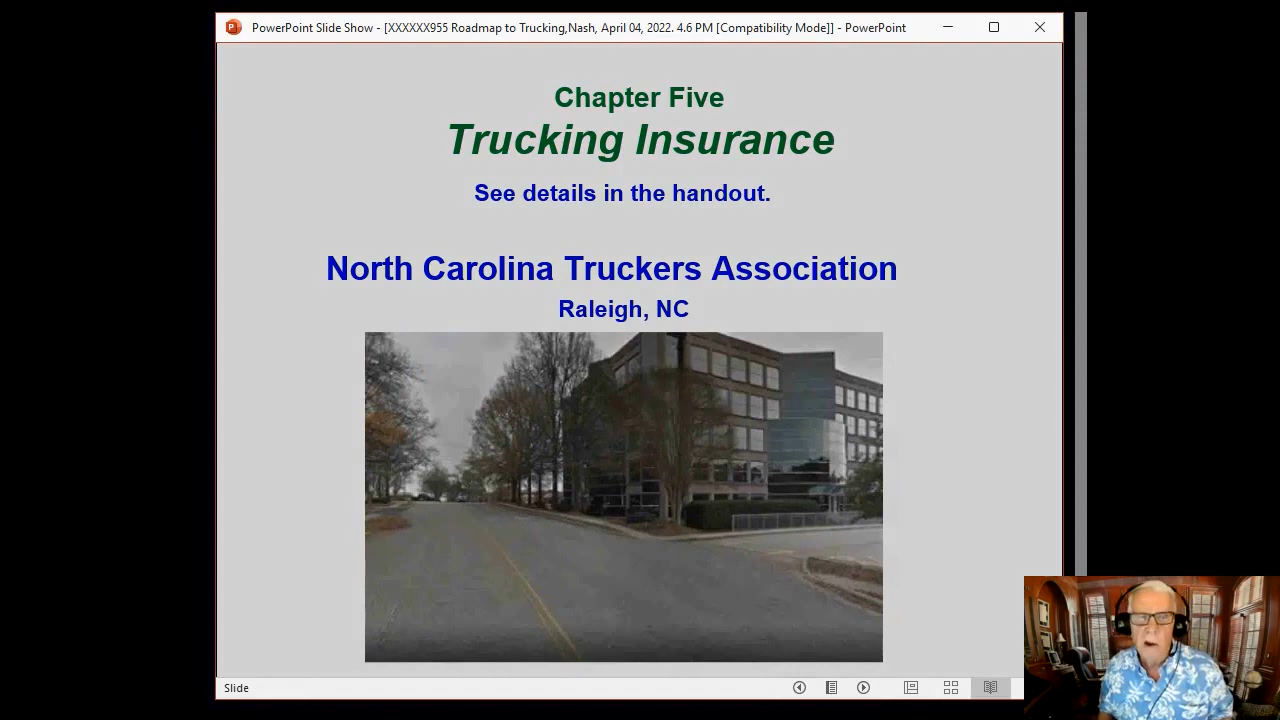 PowerPoint Slide Show - [XXXXXX955 Roadmap to Trucking,Nash, April 04, 2022. 4.6 PM [Compatibility Mode]] - PowerPoint
Chapter Five
Trucking Insurance
See details in the handout.
North Carolina Truckers Association
Raleigh, NC
Slide